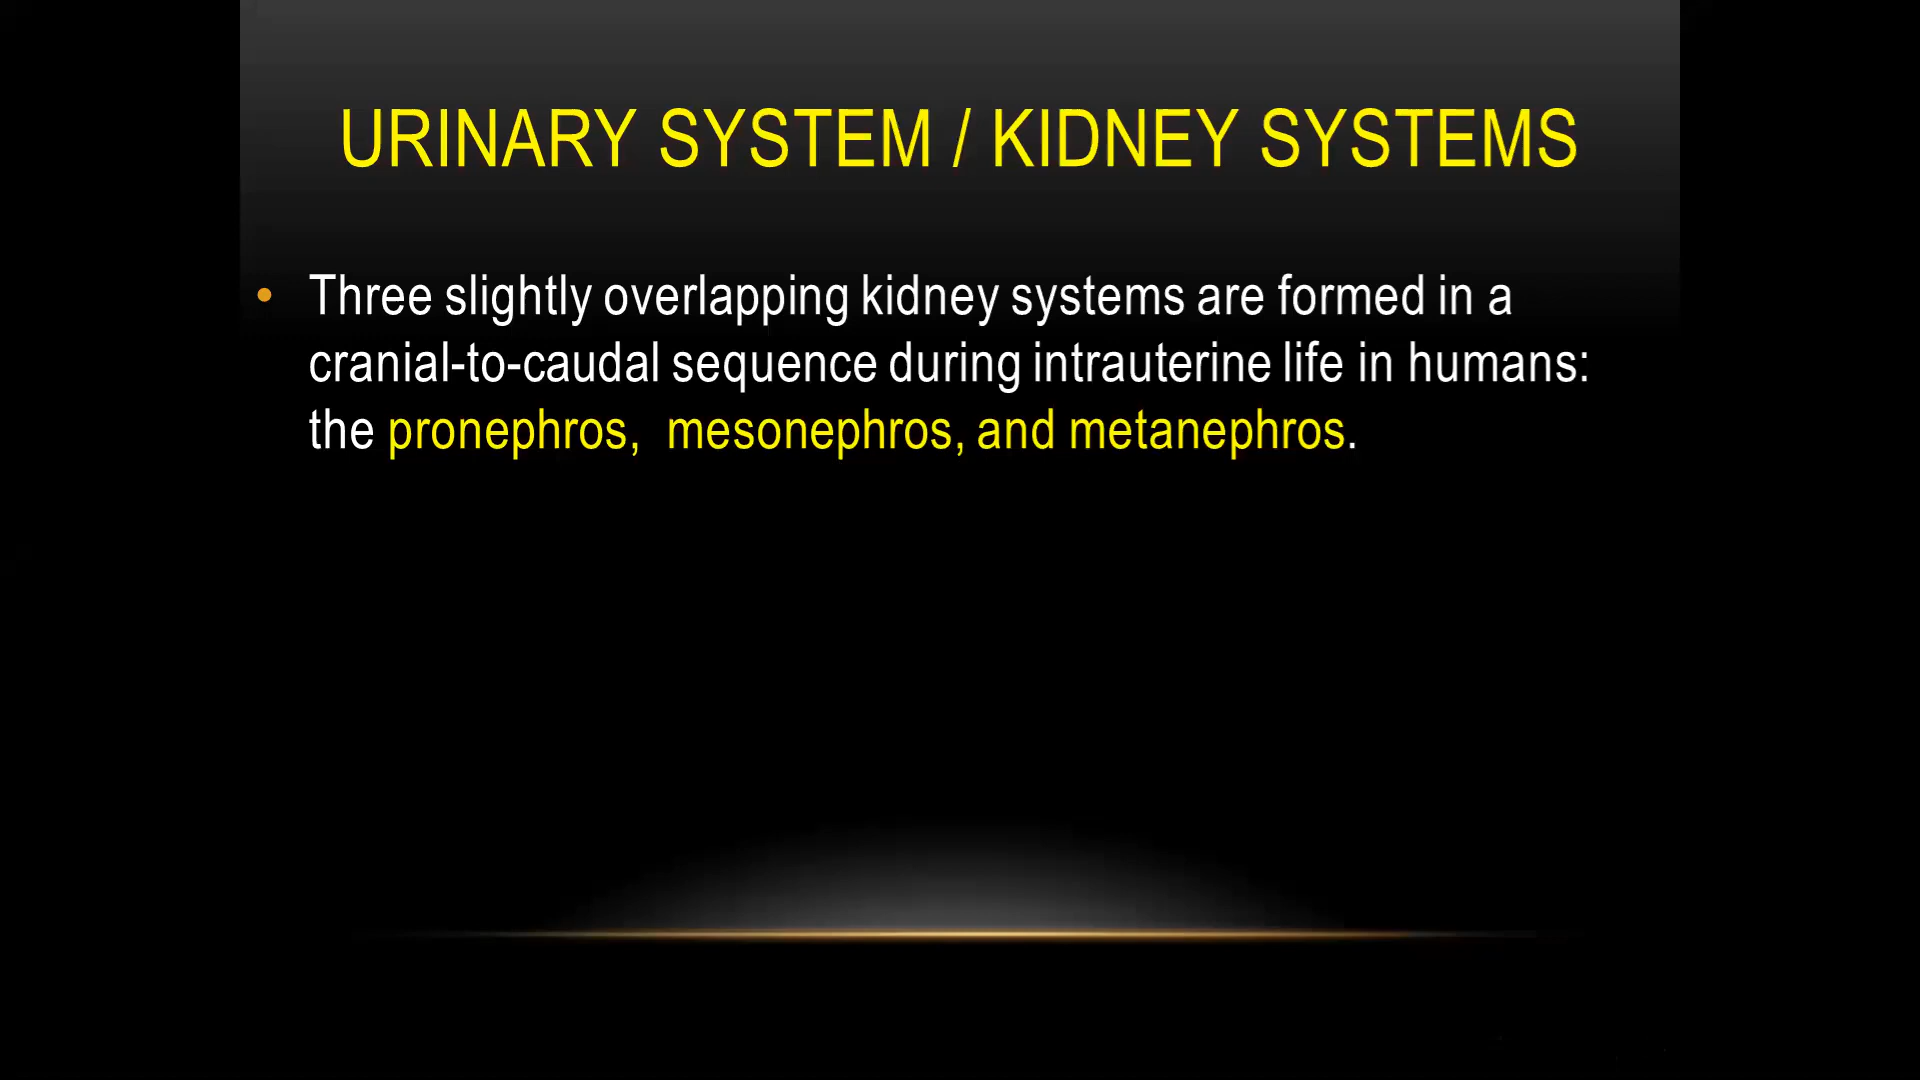 URINARY SYSTEM / KIDNEY SYSTEMS
• Three slightly overlapping kidney systems are formed in a
cranial-to-caudal sequence during intrauterine life in humans:
the pronephros,  mesonephros, and metanephros.